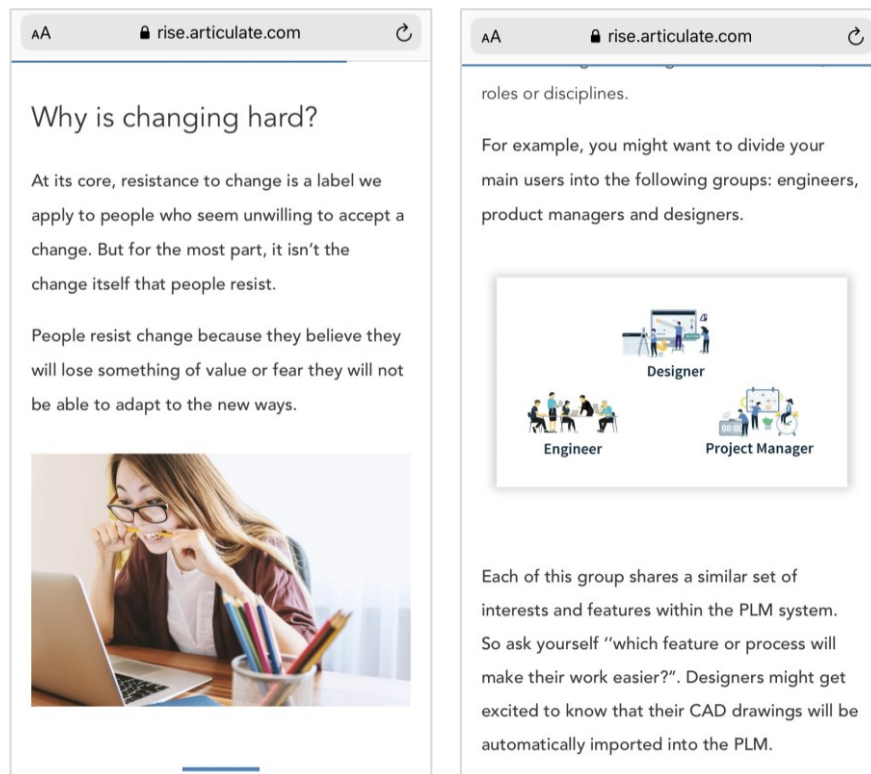 AA rise.articulate.com
Why is changing hard?
At its core, resistance to change is a label we
apply to people who seem unwilling to accept a
change. But for the most part, it isn't the
change itself that people resist.
People resist change because they believe they
will lose something of value or fear they will not
be able to adapt to the new ways.
AA rise.articulate.com
roles or disciplines.
For example, you might want to divide your
main users into the following groups: engineers,
product managers and designers.
Designer
Engineer
Project Manager
Each of this group shares a similar set of
interests and features within the PLM system.
So ask yourself ''which feature or process will
make their work easier?". Designers might get
excited to know that their CAD drawings will be
automatically imported into the PLM.